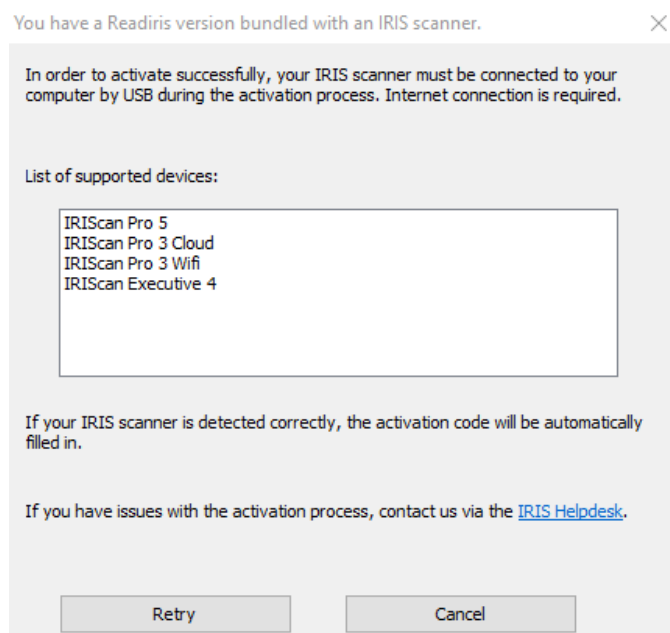 You have a Readiris version bundled with an IRIS scanner.
In order to activate successfully, your IRIS scanner must be connected to your
computer by USB during the activation process. Internet connection is required.
List of supported devices:
IRIScan Pro 5
IRIScan Pro 3 Cloud
IRIScan Pro 3 Wifi
IRIScan Executive 4
If your IRIS scanner is detected correctly, the activation code will be automatically
filled in.
If you have issues with the activation process, contact us via the IRIS Helpdesk.
Retry
Cancel